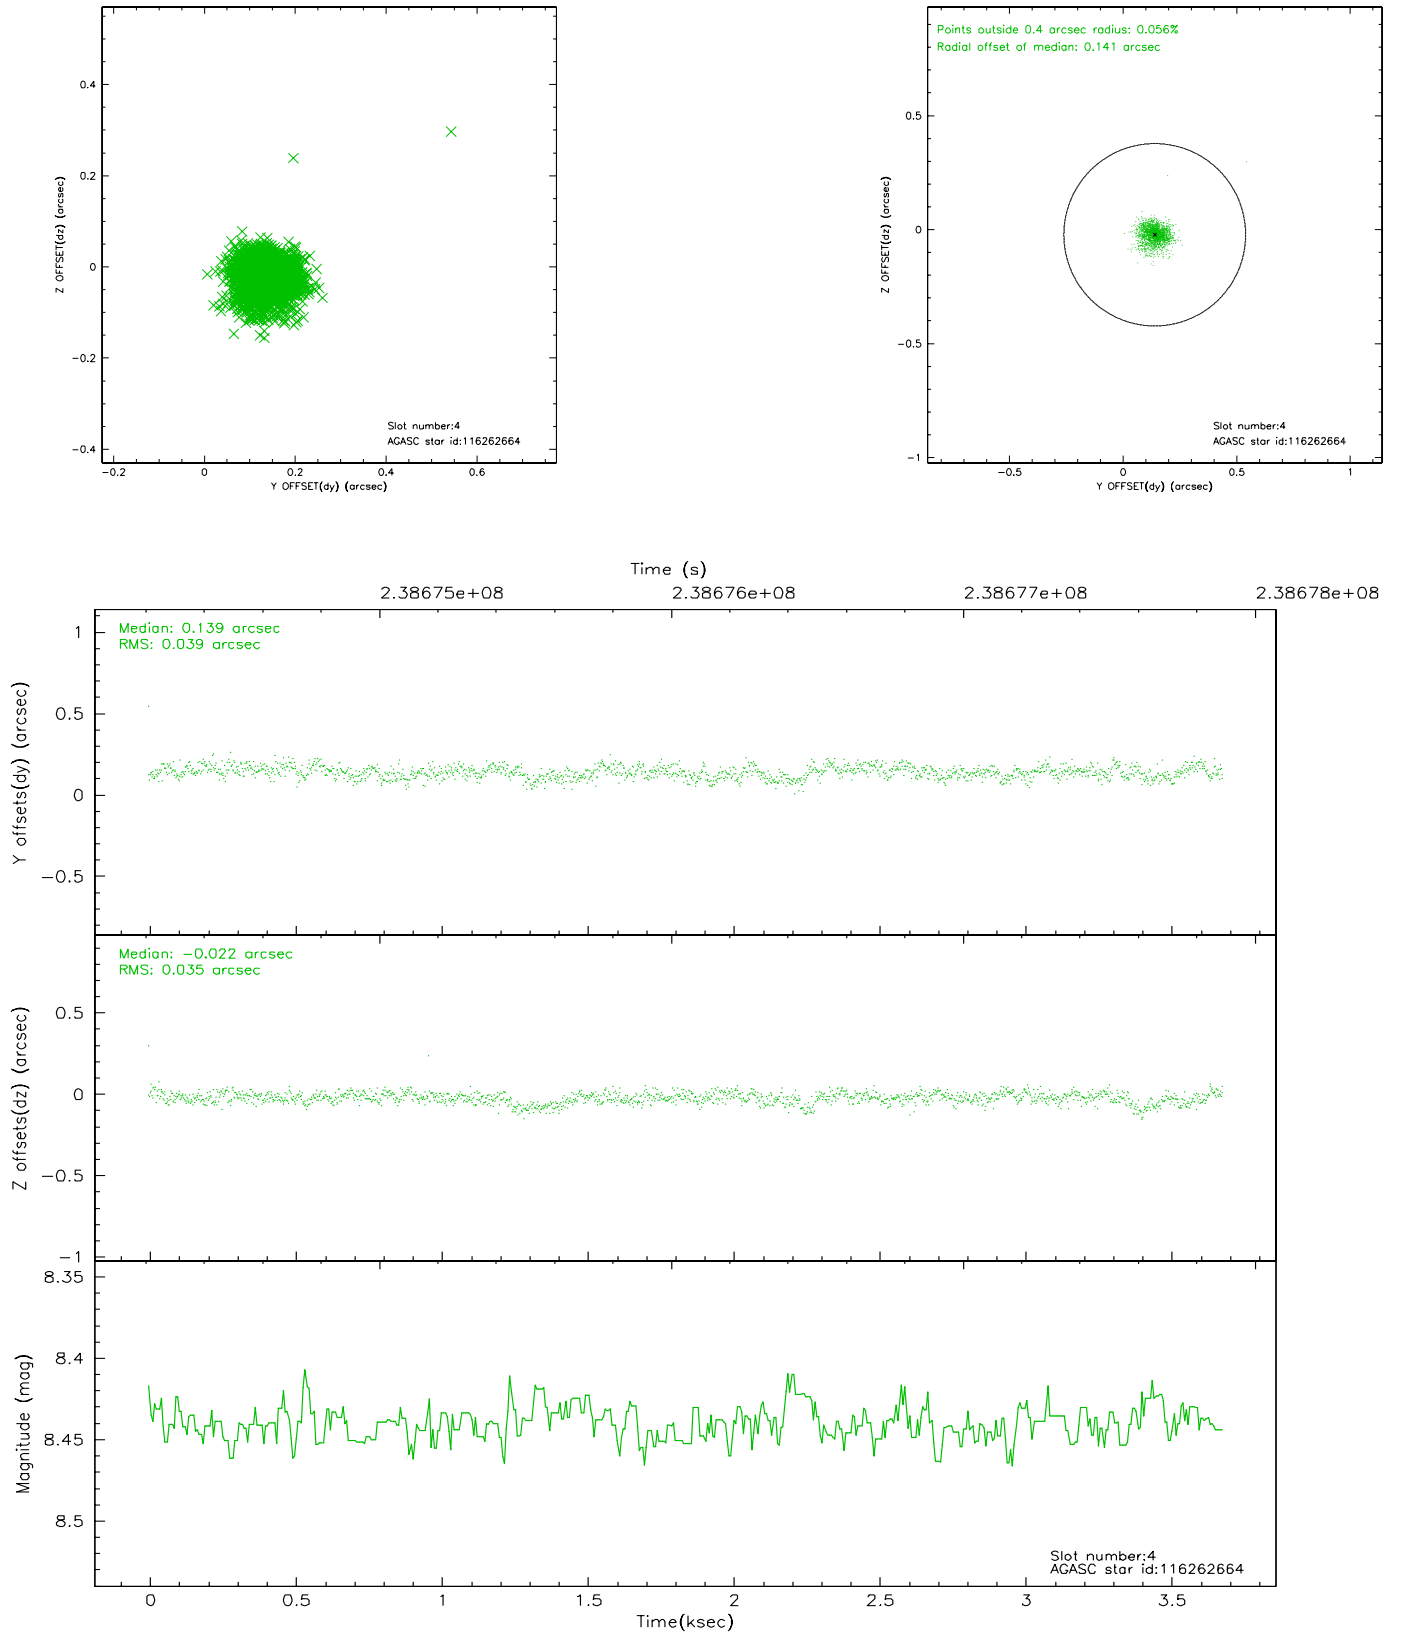 0.4
0.2
0
−0.2
−0.4
Z OFFSET(dz) (arcsec)
Slot number:4
AGASC star id:116262664
−0.2 0 0.2 0.4 0.6
Y OFFSET(dy) (arcsec)
Points outside 0.4 arcsec radius: 0.056%
Radial offset of median: 0.141 arcsec
0.5
0
−0.5
−1
Z OFFSET(dz) (arcsec)
Slot number:4
AGASC star id:116262664
−0.5 0 0.5 1
Y OFFSET(dy) (arcsec)
Time (s)
2.38675e+08 2.38676e+08 2.38677e+08 2.38678e+08
Median: 0.139 arcsec
RMS: 0.039 arcsec
1
0.5
0
−0.5
Y offsets(dy) (arcsec)
Median: −0.022 arcsec
RMS: 0.035 arcsec
0.5
0
−0.5
−1
Z offsets(dz) (arcsec)
8.35
8.4
8.45
8.5
Magnitude (mag)
Slot number:4
AGASC star id:116262664
0 0.5 1 1.5 2 2.5 3 3.5
Time(ksec)